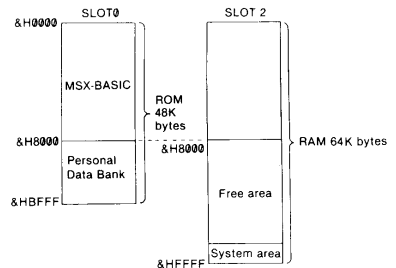 SLOT0
SLOT 2
&H0000
MSX-BASIC
ROM
48K
bytes
&H8000
&H8000
RAM 64K bytes
Personal
Data Bank
Free area
&HBFFF
System area
&HFFFF